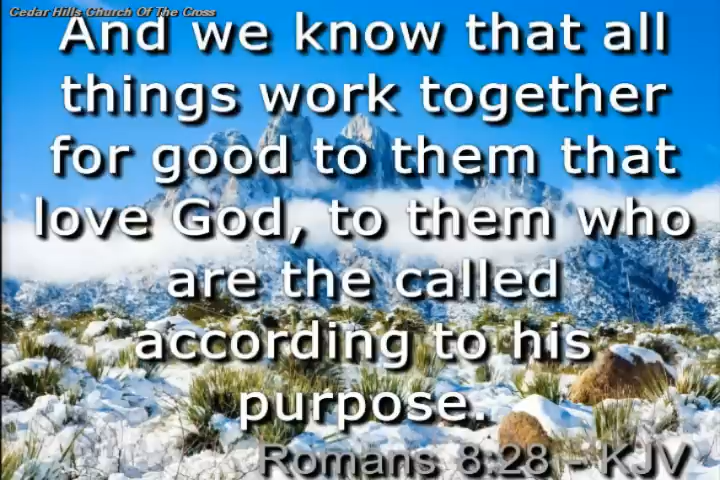 Cedar Hills Church Of The Cross
And we know that all
things work together
for good to them that
love God, to them who
are the called
according to his
purpose.
Romans 8:28 - KJV